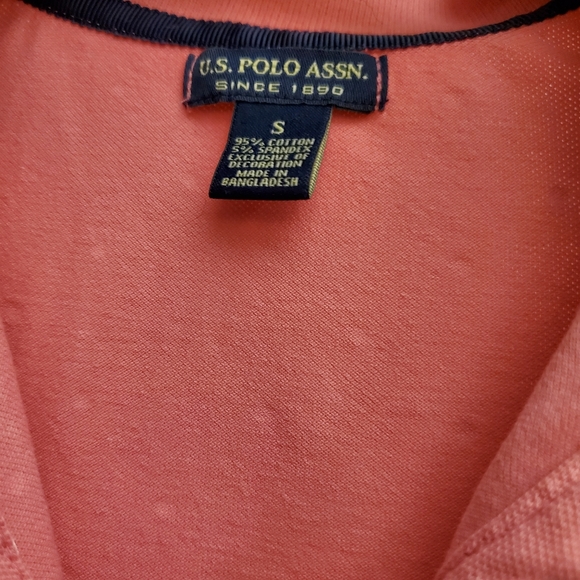 U.S. POLO ASSN.
SINCE 1890
S
95% COTTON
5% SPANDEX
EXCLUSIVE OF
DECORATION
MADE IN
BANGLADESH